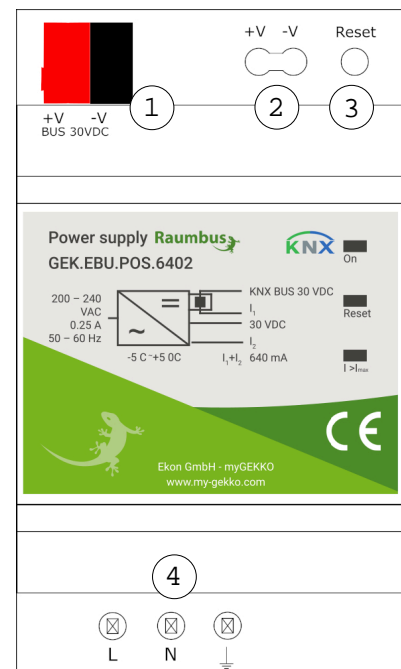 +V -V Reset
1 2 3
+V -V
BUS 30VDC
Power supply Raumbus KNX
GEK.EBU.POS.6402
On
200 – 240
VAC
0.25 A
50 – 60 Hz
KNX BUS 30 VDC
I1
30 VDC
I2
-5 C~+5 0C I1+I2 640 mA
Reset
I >Imax
CE
Ekon GmbH - myGEKKO
www.my-gekko.com
4
L N